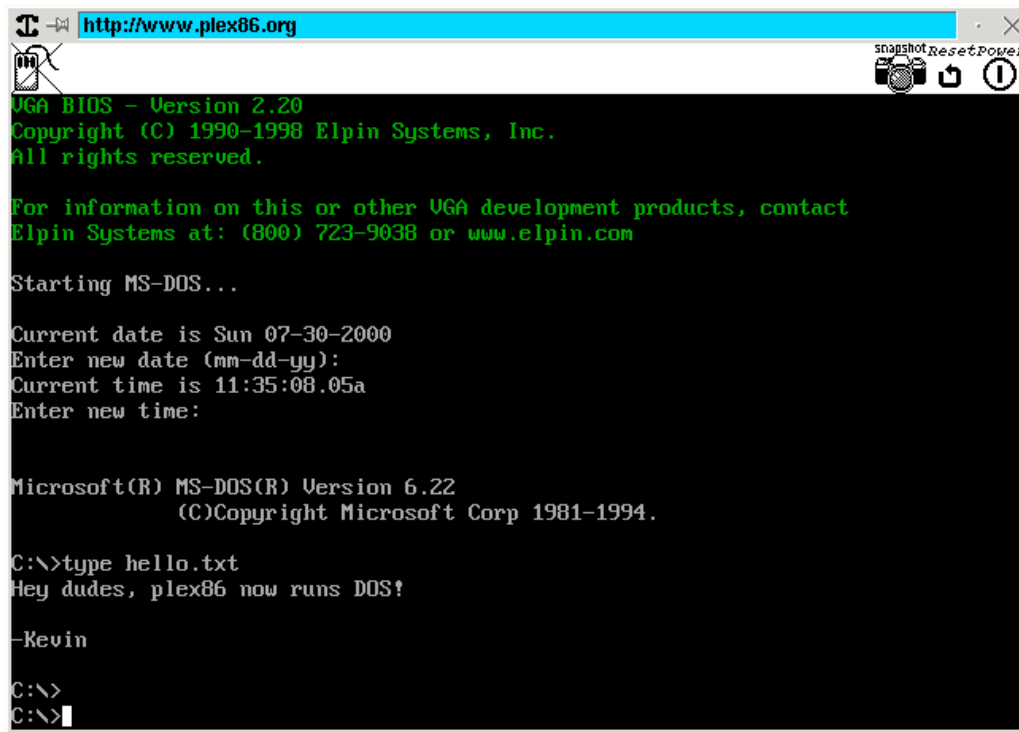 http://www.plex86.org
snapshot Reset Power
VGA BIOS - Version 2.20
Copyright (C) 1990-1998 Elpin Systems, Inc.
All rights reserved.
For information on this or other VGA development products, contact
Elpin Systems at: (800) 723-9038 or www.elpin.com
Starting MS-DOS...
Current date is Sun 07-30-2000
Enter new date (mm-dd-yy):
Current time is 11:35:08.05a
Enter new time:
Microsoft(R) MS-DOS(R) Version 6.22
(C)Copyright Microsoft Corp 1981-1994.
C:\>type hello.txt
Hey dudes, plex86 now runs DOS!
-Kevin
C:\>
C:\>